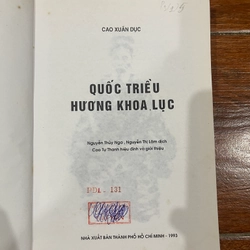 CAO XUÂN DỤC
QUỐC TRIỀU
HƯƠNG KHOA LỤC
Nguyễn Thúy Nga, Nguyễn Thị Lâm dịch
Cao Tự Thanh hiệu đính và giới thiệu
NHÀ XUẤT BẢN THÀNH PHỐ HỒ CHÍ MINH - 1993